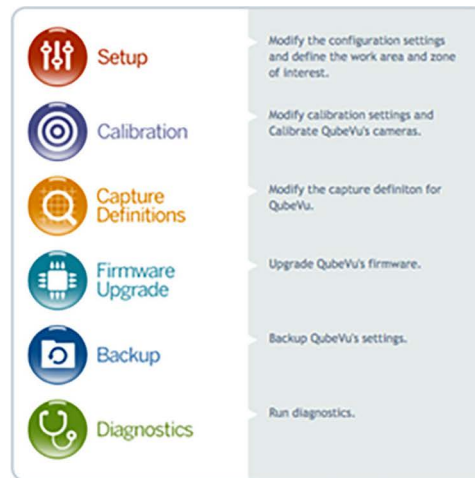 Setup
Modify the configuration settings
and define the work area and zone
of interest.
Calibration
Modify calibration settings and
Calibrate QubeVu's cameras.
Capture
Definitions
Modify the capture definiton for
QubeVu.
Firmware
Upgrade
Upgrade QubeVu's firmware.
Backup
Backup QubeVu's settings.
Diagnostics
Run diagnostics.